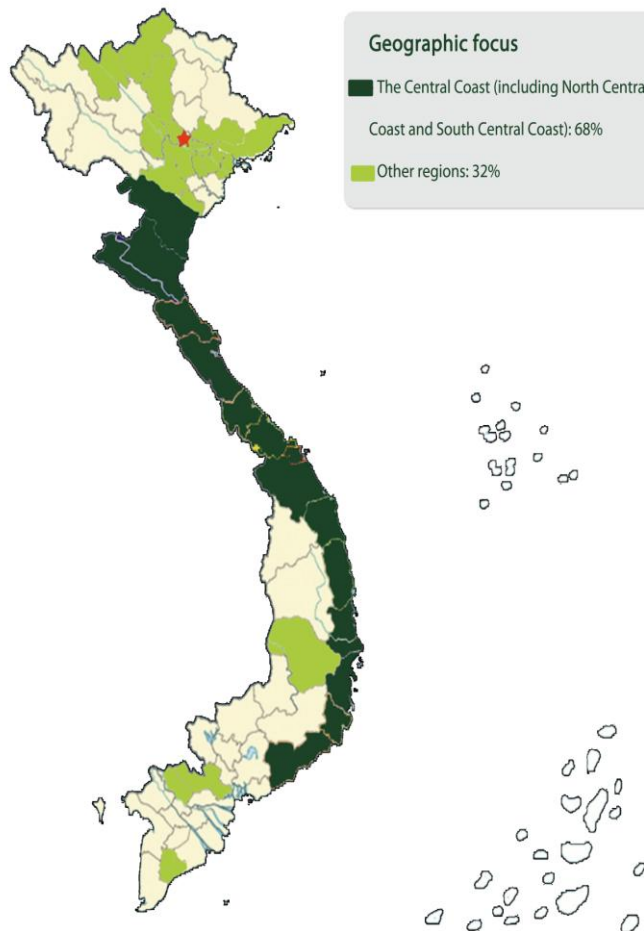 Geographic focus
The Central Coast (including North Centra
Coast and South Central Coast): 68%
Other regions: 32%